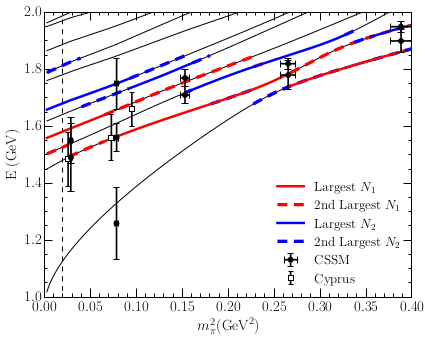 2.0
1.8
1.6
1.4
1.2
1.0
E (GeV)
0.00 0.05 0.10 0.15 0.20 0.25 0.30 0.35 0.40
m²π(GeV²)
Largest N₁
2nd Largest N₁
Largest N₂
2nd Largest N₂
CSSM
Cyprus